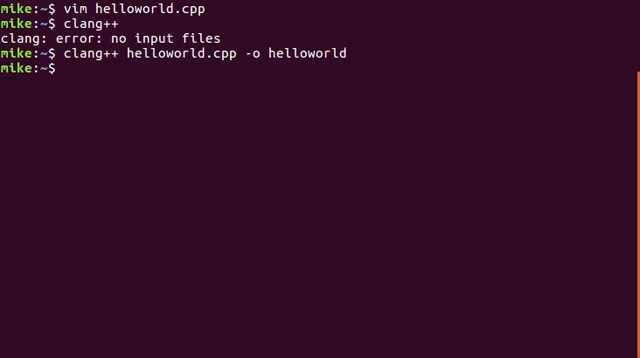 mike:~$ vim helloworld.cpp
mike:~$ clang++
clang: error: no input files
mike:~$ clang++ helloworld.cpp -o helloworld
mike:~$